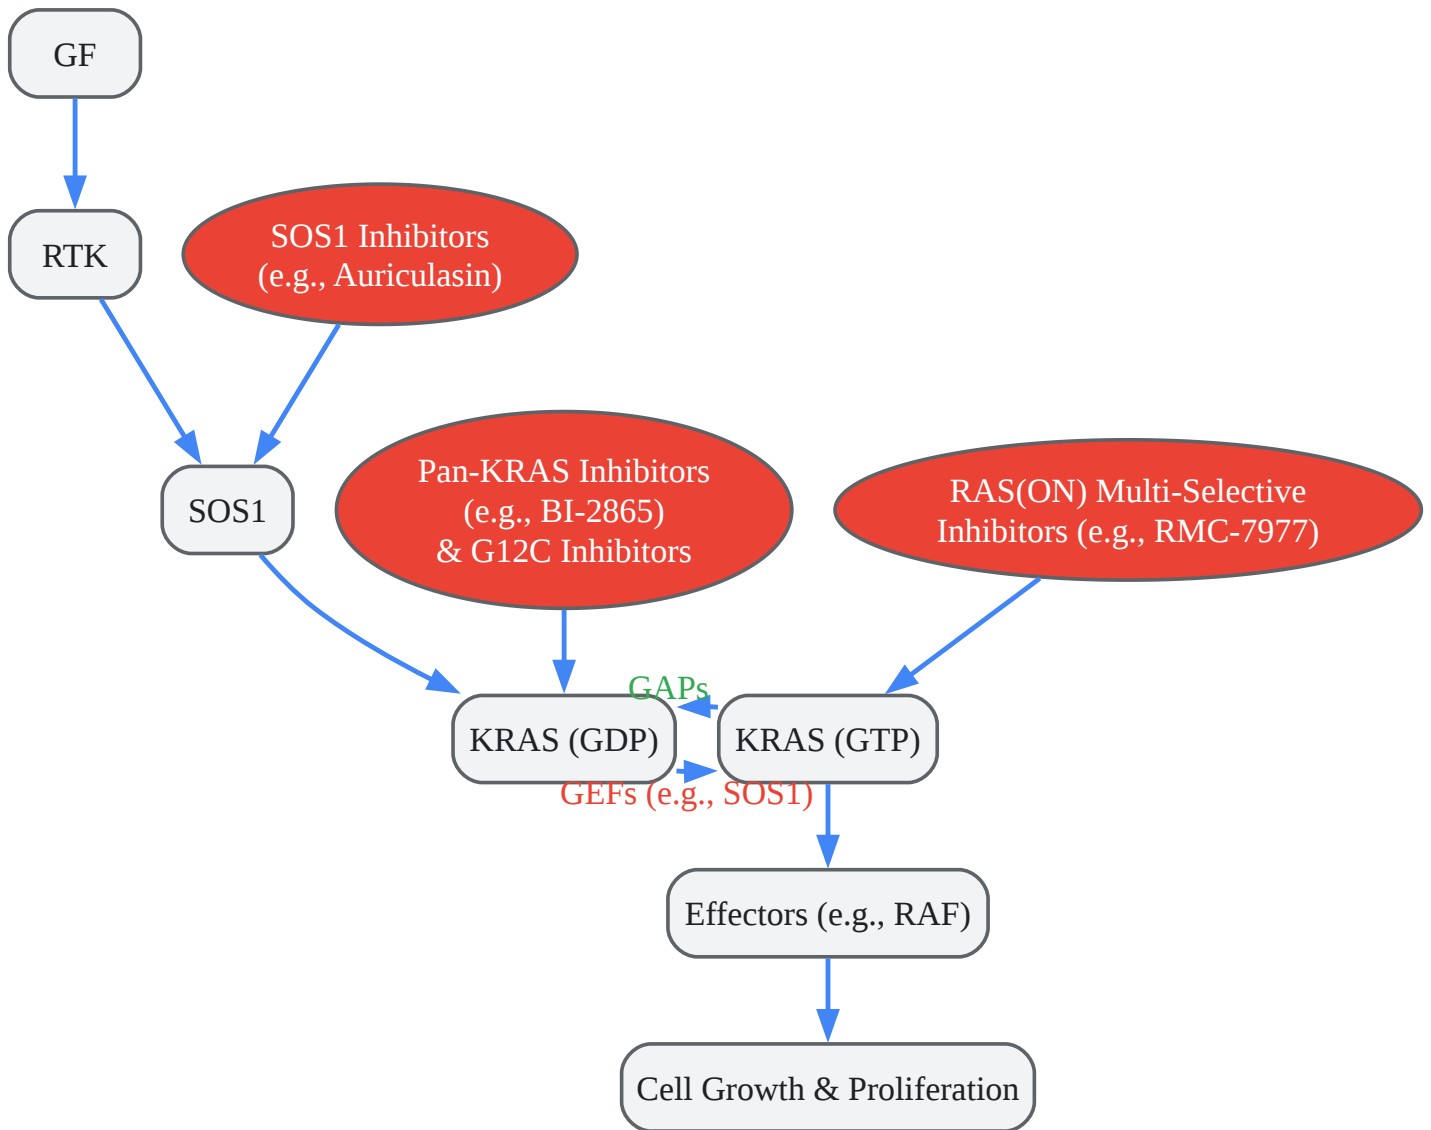 GF
RTK
SOS1 Inhibitors
(e.g., Auriculasin)
SOS1
Pan-KRAS Inhibitors
(e.g., BI-2865)
& G12C Inhibitors
RAS(ON) Multi-Selective
Inhibitors (e.g., RMC-7977)
GAPs
KRAS (GDP)
KRAS (GTP)
GEFs (e.g., SOS1)
Effectors (e.g., RAF)
Cell Growth & Proliferation